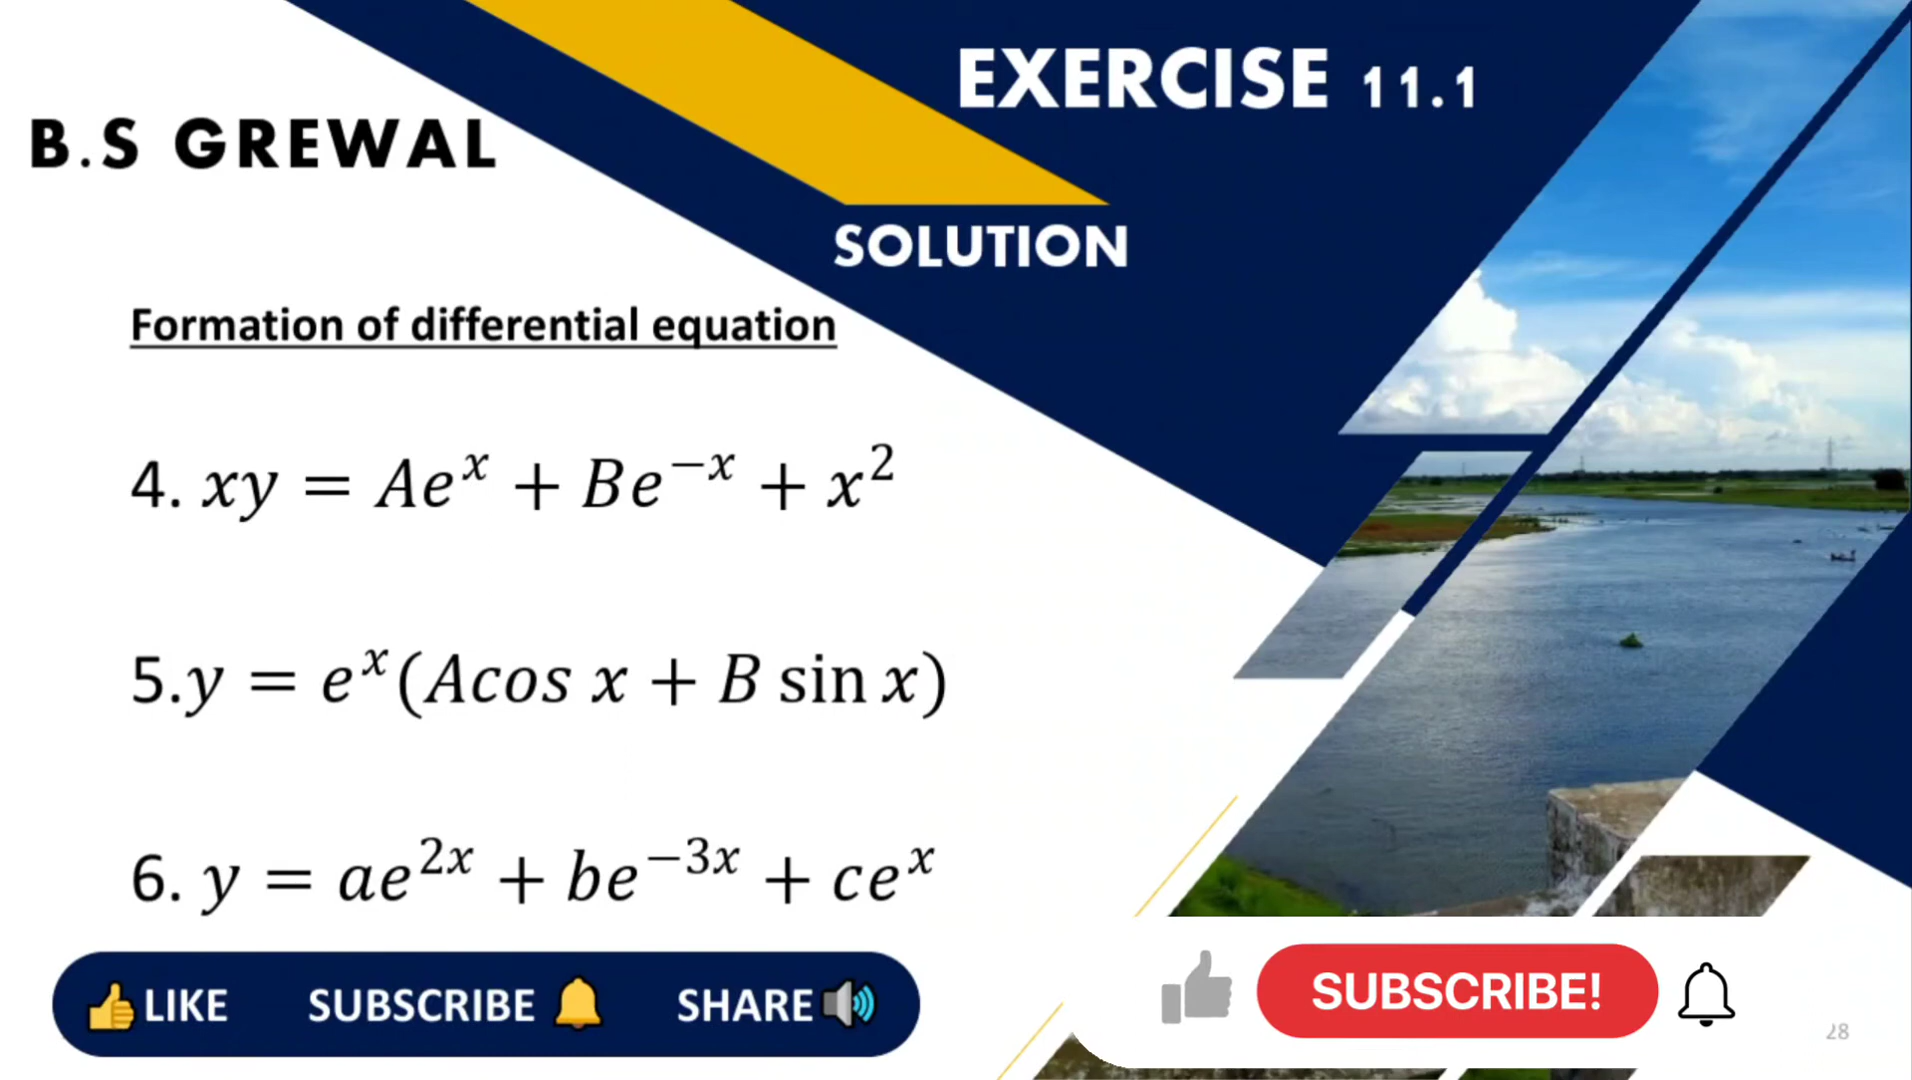 EXERCISE 11.1
B.S GREWAL
SOLUTION
Formation of differential equation
4. xy = Ae^x + Be^−x + x^2
5.y = e^x(Acos x + B sin x)
6. y = ae^2x + be^−3x + ce^x
LIKE SUBSCRIBE SHARE
SUBSCRIBE!
28